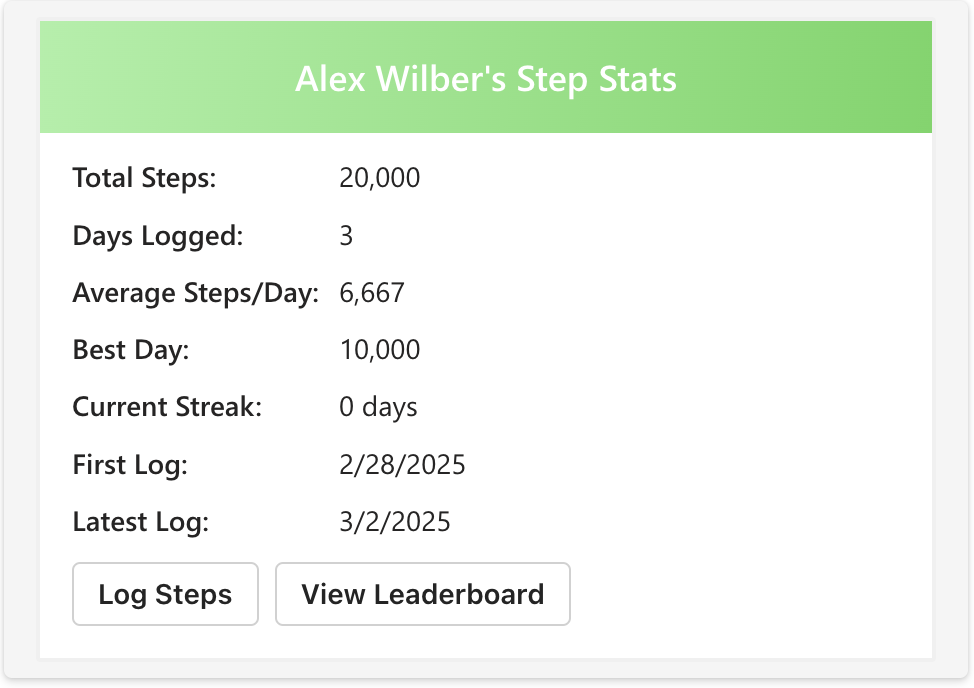 Alex Wilber's Step Stats
Total Steps: 20,000
Days Logged: 3
Average Steps/Day: 6,667
Best Day: 10,000
Current Streak: 0 days
First Log: 2/28/2025
Latest Log: 3/2/2025
Log Steps View Leaderboard